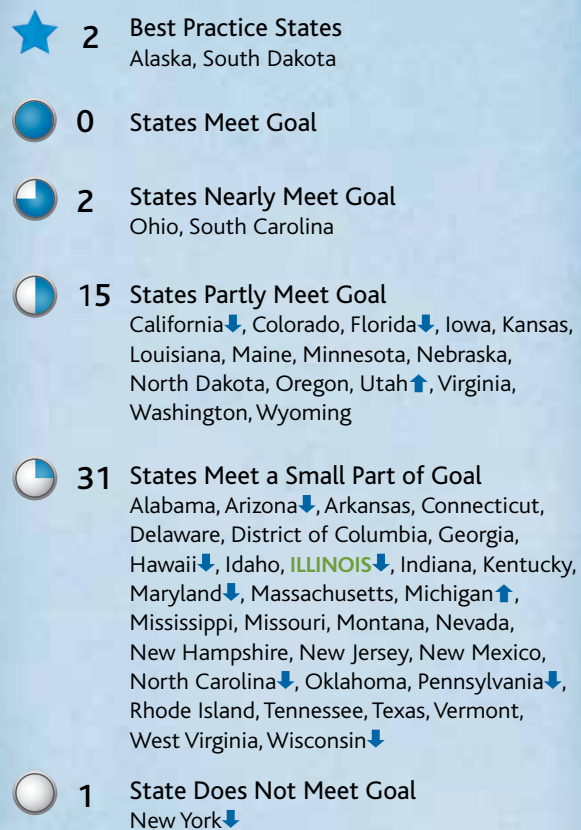 2 Best Practice States
Alaska, South Dakota
0 States Meet Goal
2 States Nearly Meet Goal
Ohio, South Carolina
15 States Partly Meet Goal
California⬇, Colorado, Florida⬇, Iowa, Kansas,
Louisiana, Maine, Minnesota, Nebraska,
North Dakota, Oregon, Utah⬆, Virginia,
Washington, Wyoming
31 States Meet a Small Part of Goal
Alabama, Arizona⬇, Arkansas, Connecticut,
Delaware, District of Columbia, Georgia,
Hawaii⬇, Idaho, ILLINOIS⬇, Indiana, Kentucky,
Maryland⬇, Massachusetts, Michigan⬆,
Mississippi, Missouri, Montana, Nevada,
New Hampshire, New Jersey, New Mexico,
North Carolina⬇, Oklahoma, Pennsylvania⬇,
Rhode Island, Tennessee, Texas, Vermont,
West Virginia, Wisconsin⬇
1 State Does Not Meet Goal
New York⬇